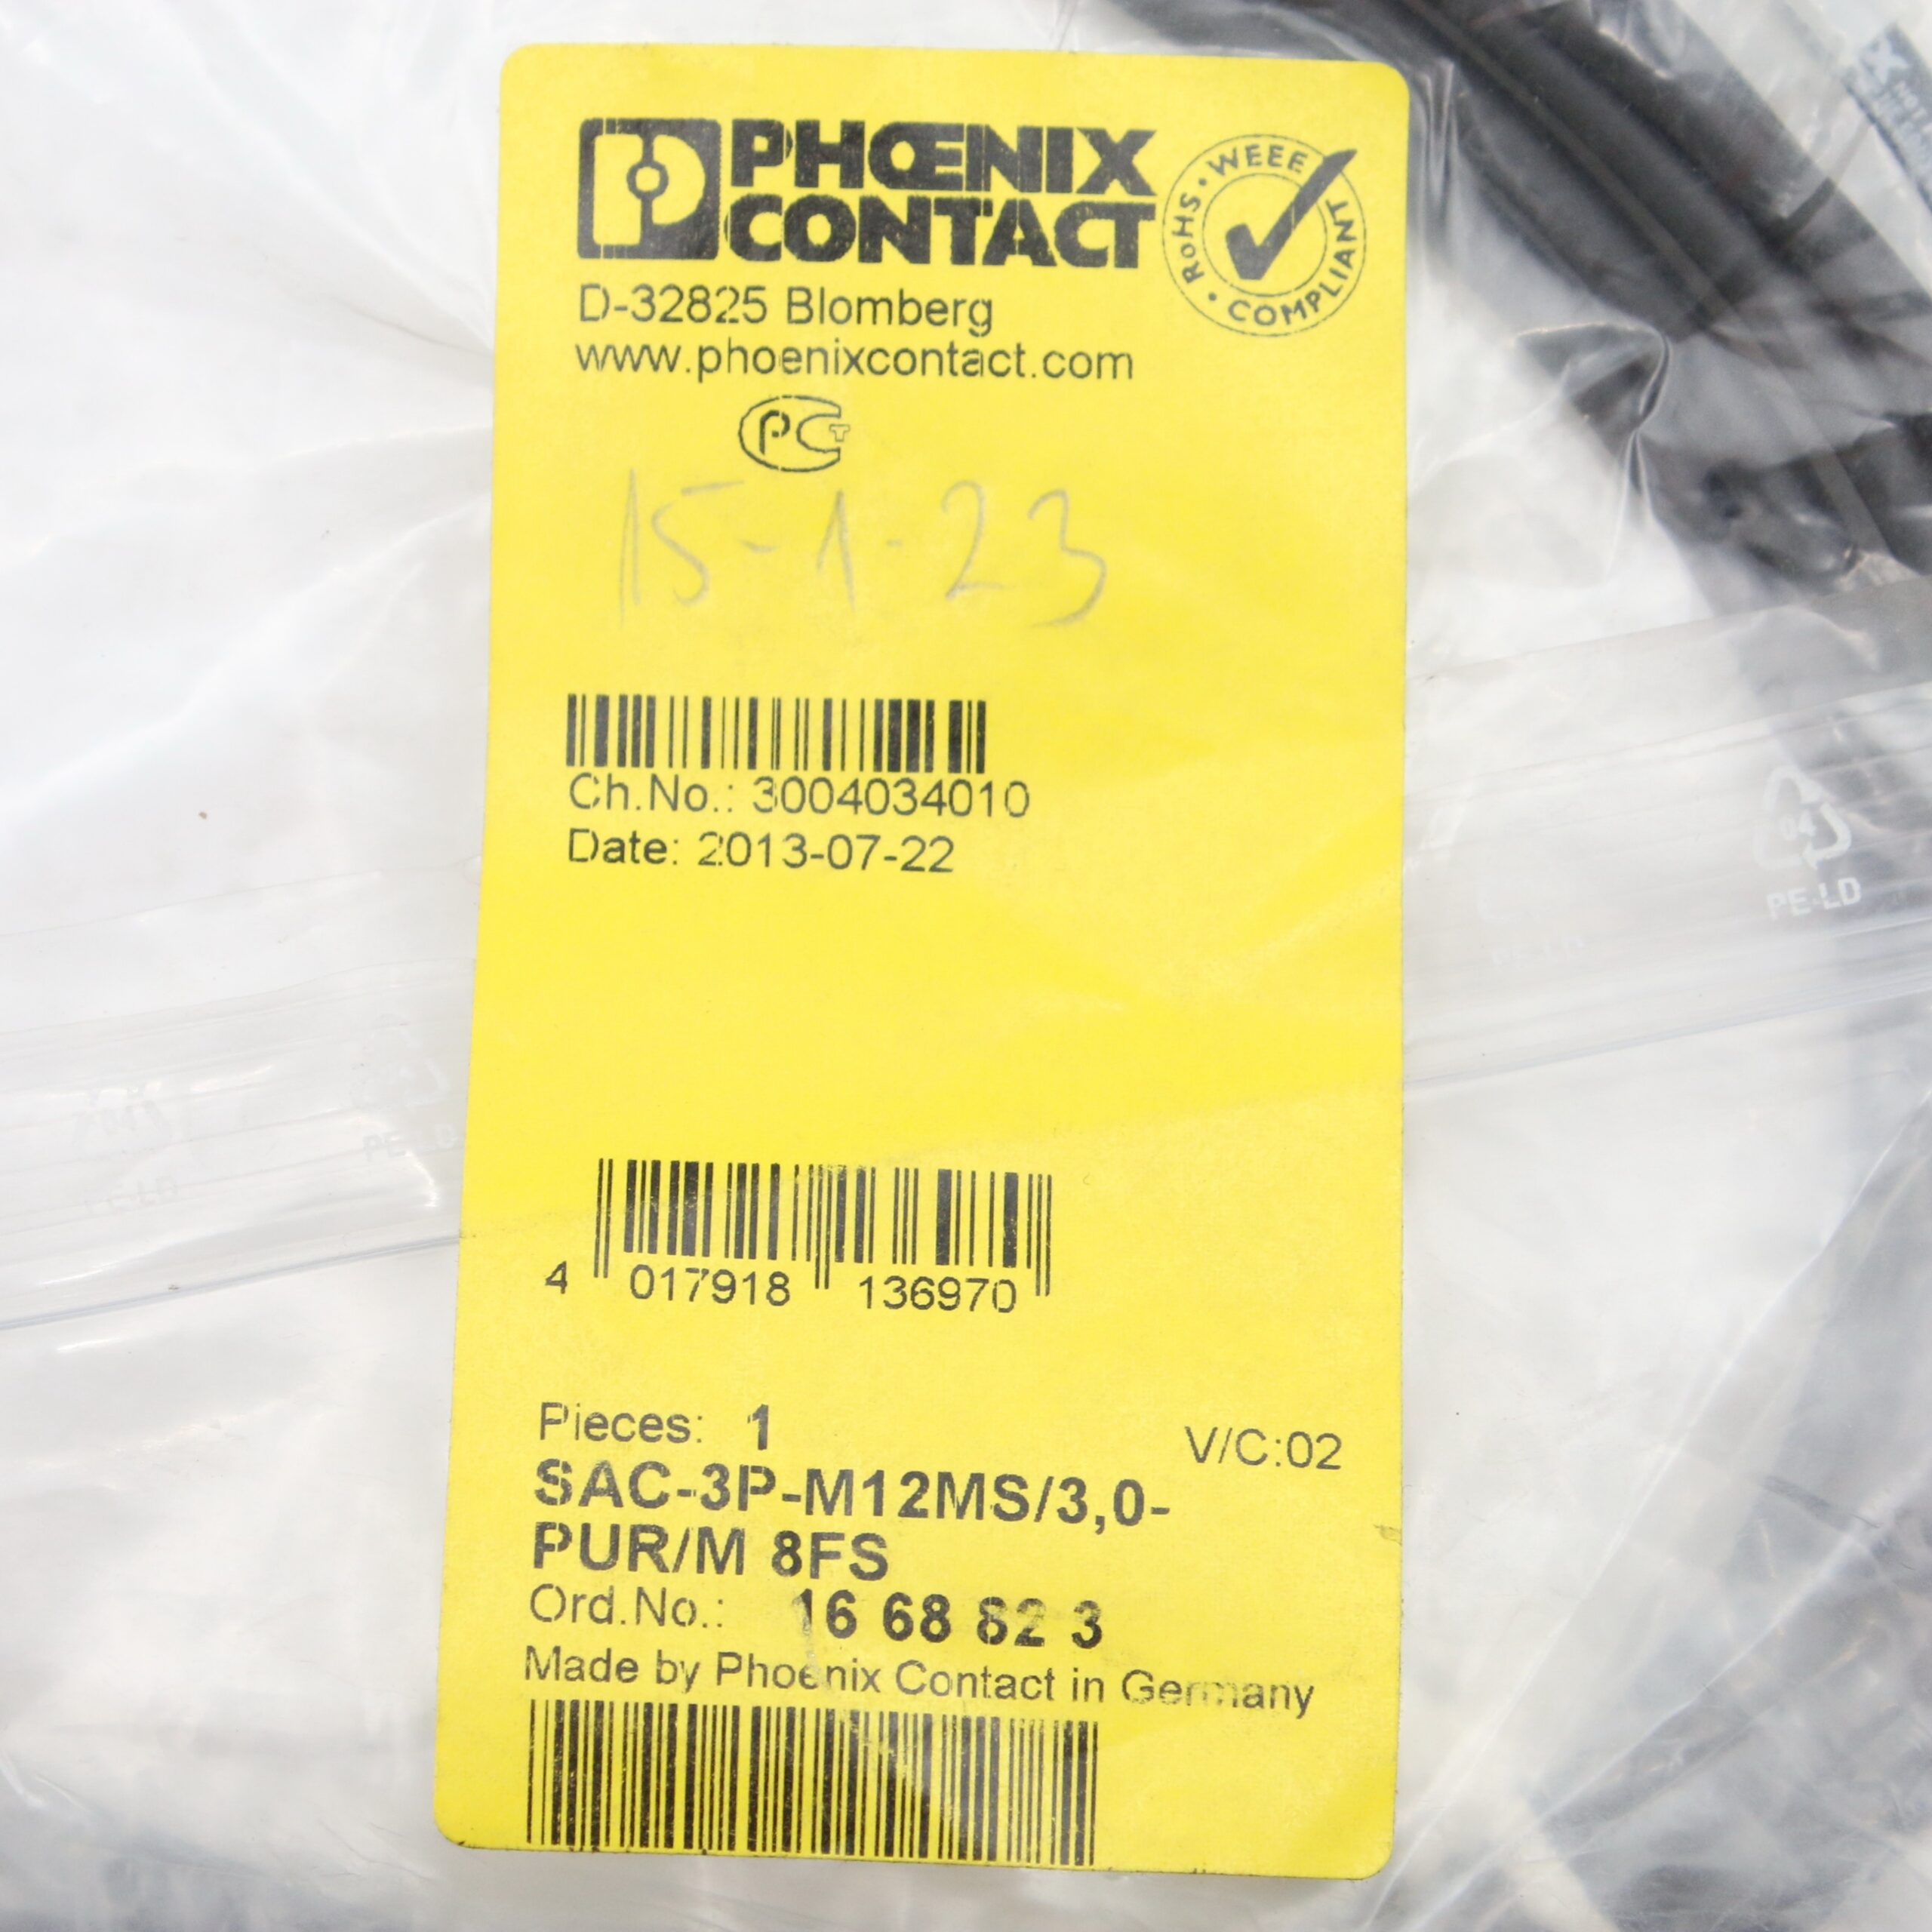 PHŒNIX
CONTACT
RoHS · WEEE · COMPLIANT
D-32825 Blomberg
www.phoenixcontact.com
РСТ
15-1-23
Ch.No.: 3004034010
Date: 2013-07-22
04
PE-LD
4 017918 136970
Pieces: 1
V/C:02
SAC-3P-M12MS/3,0-
PUR/M 8FS
Ord.No.: 16 68 82 3
Made by Phoenix Contact in Germany